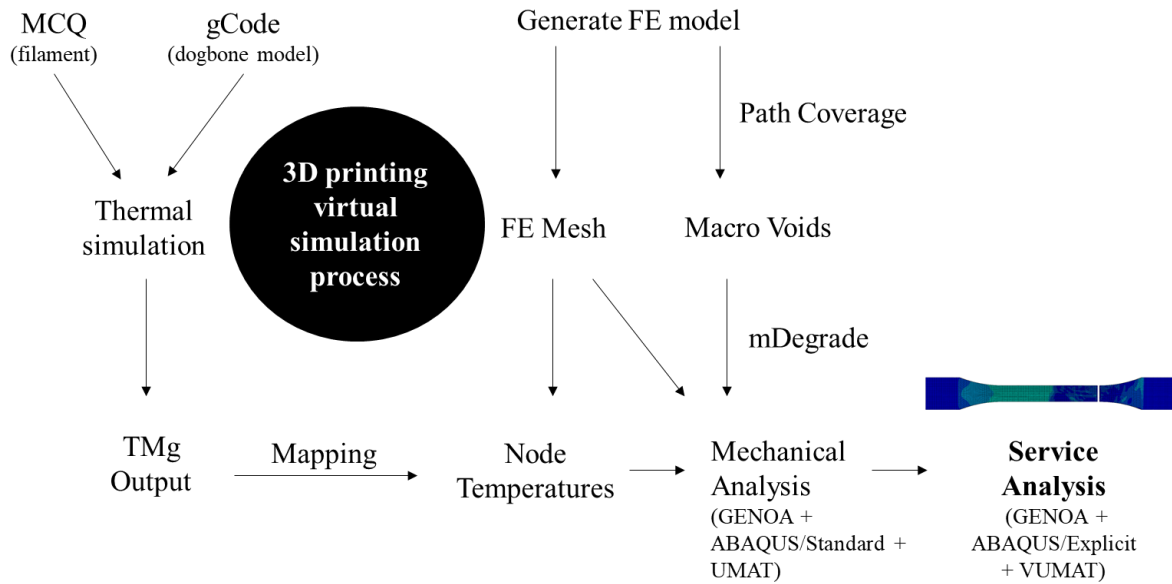 MCQ
(filament)
gCode
(dogbone model)
Generate FE model
Path Coverage
3D printing
virtual
simulation
process
Thermal
simulation
FE Mesh
Macro Voids
mDegrade
TMg
Output
Mapping
Node
Temperatures
Mechanical
Analysis
(GENOA +
ABAQUS/Standard +
UMAT)
Service
Analysis
(GENOA +
ABAQUS/Explicit
+ VUMAT)